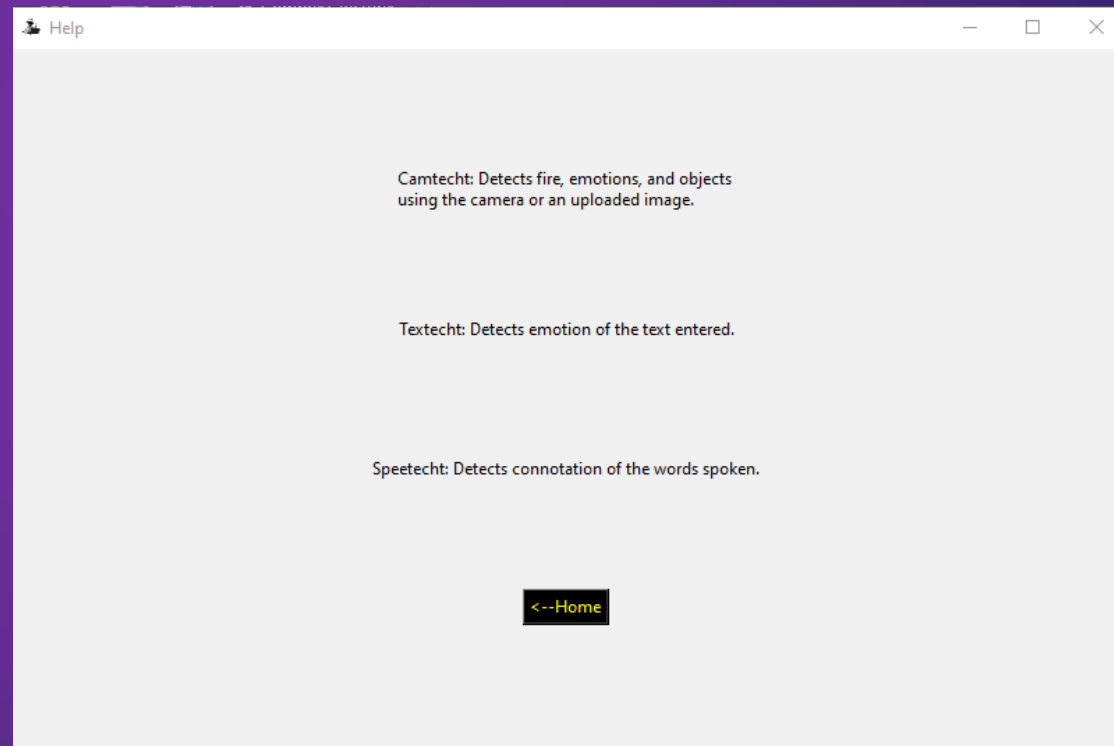 Help
Camtecht: Detects fire, emotions, and objects
using the camera or an uploaded image.
Textecht: Detects emotion of the text entered.
Speetecht: Detects connotation of the words spoken.
<--Home